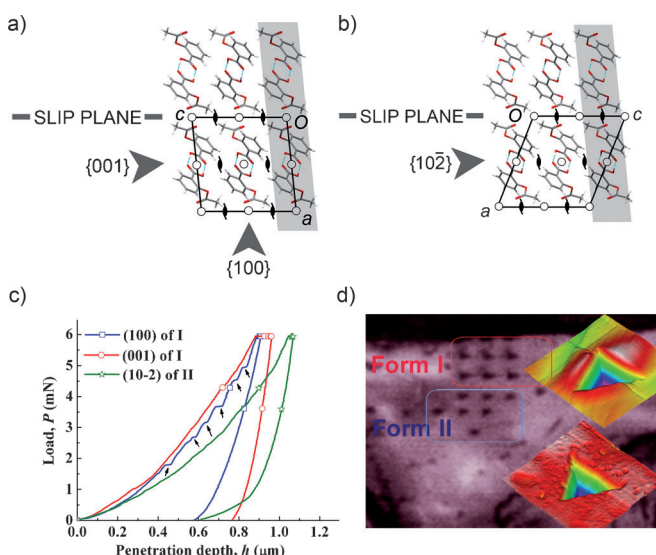 a)
b)
c
O
SLIP PLANE
{001}
a
{100}
O
c
SLIP PLANE
{102̄}
a
c)
d)
(100) of I
(001) of I
(10-2) of II
Load, P (mN)
6
5
4
3
2
1
0
0.0 0.2 0.4 0.6 0.8 1.0 1.2
Penetration depth, h (μm)
Form I
Form II